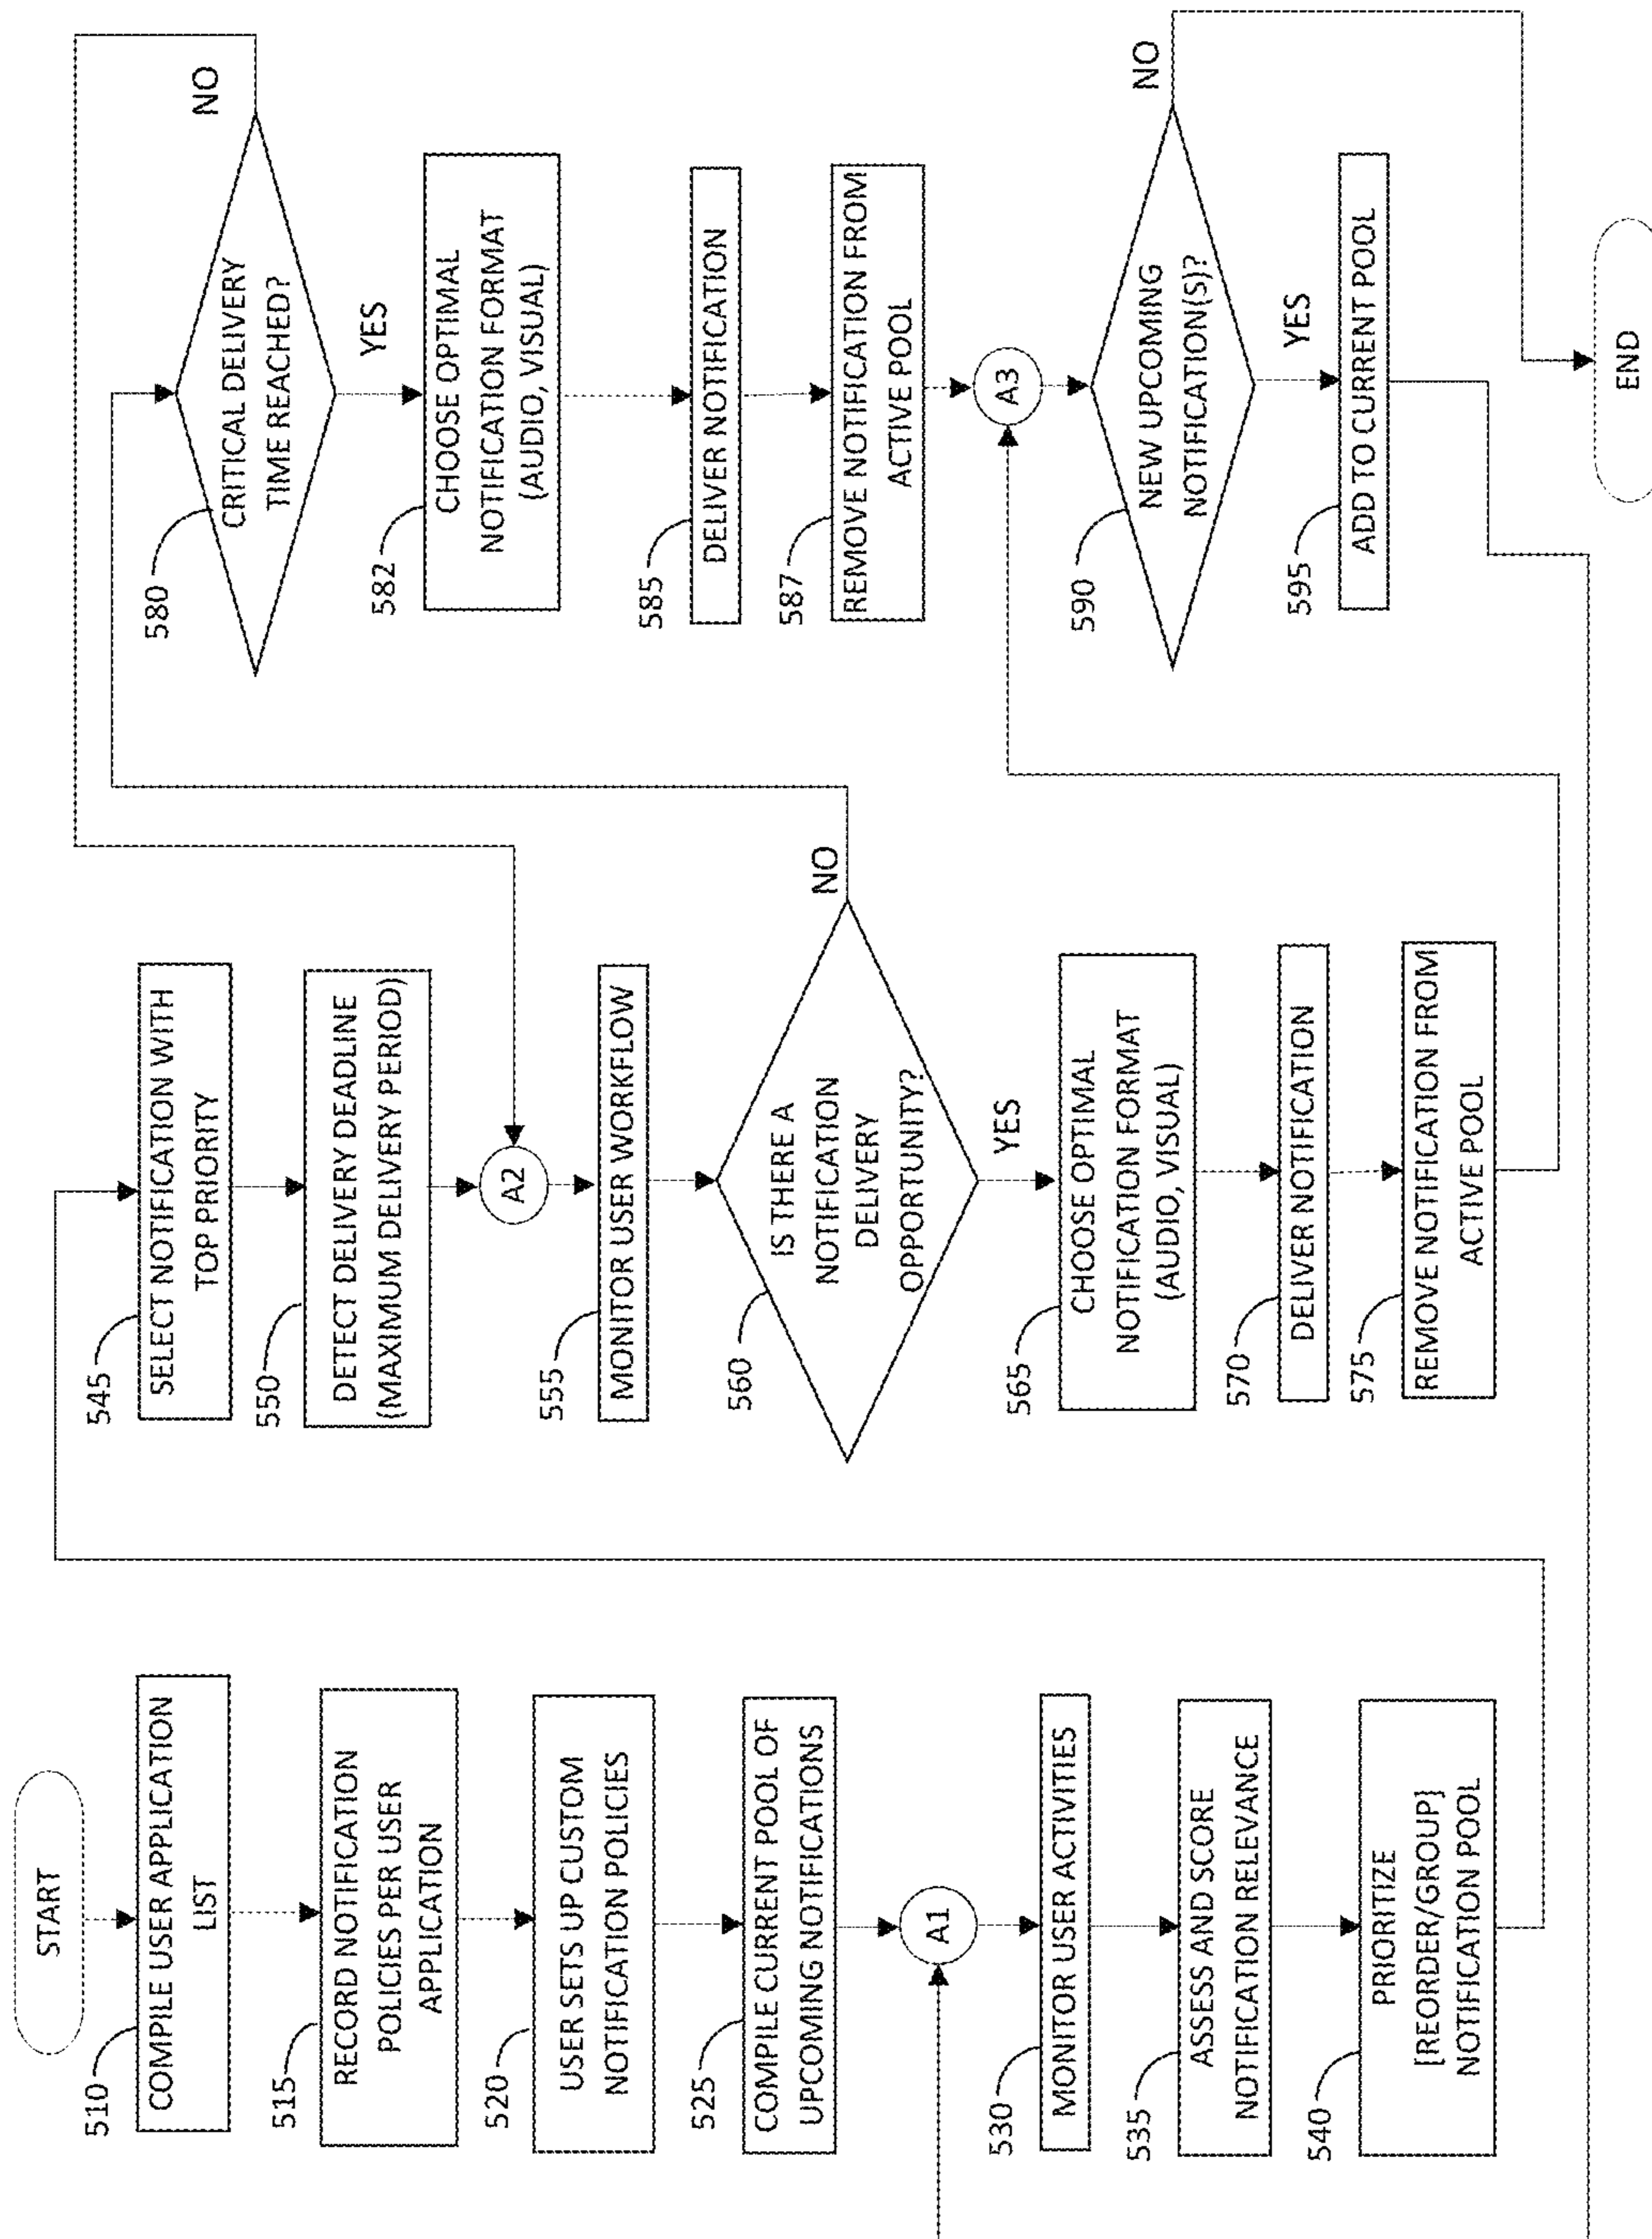 START
510
COMPILE USER APPLICATION
LIST
515
RECORD NOTIFICATION
POLICIES PER USER
APPLICATION
520
USER SETS UP CUSTOM
NOTIFICATION POLICIES
525
COMPILE CURRENT POOL OF
UPCOMING NOTIFICATIONS
A1
530
MONITOR USER ACTIVITIES
535
ASSESS AND SCORE
NOTIFICATION RELEVANCE
540
PRIORITIZE
[REORDER/GROUP]
NOTIFICATION POOL
545
SELECT NOTIFICATION WITH
TOP PRIORITY
550
DETECT DELIVERY DEADLINE
(MAXIMUM DELIVERY PERIOD)
A2
555
MONITOR USER WORKFLOW
560
IS THERE A
NOTIFICATION
DELIVERY
OPPORTUNITY?
NO
YES
565
CHOOSE OPTIMAL
NOTIFICATION FORMAT
(AUDIO, VISUAL)
570
DELIVER NOTIFICATION
575
REMOVE NOTIFICATION FROM
ACTIVE POOL
580
CRITICAL DELIVERY
TIME REACHED?
NO
YES
582
CHOOSE OPTIMAL
NOTIFICATION FORMAT
(AUDIO, VISUAL)
585
DELIVER NOTIFICATION
587
REMOVE NOTIFICATION FROM
ACTIVE POOL
A3
590
NEW UPCOMING
NOTIFICATION(S)?
NO
YES
595
ADD TO CURRENT POOL
END